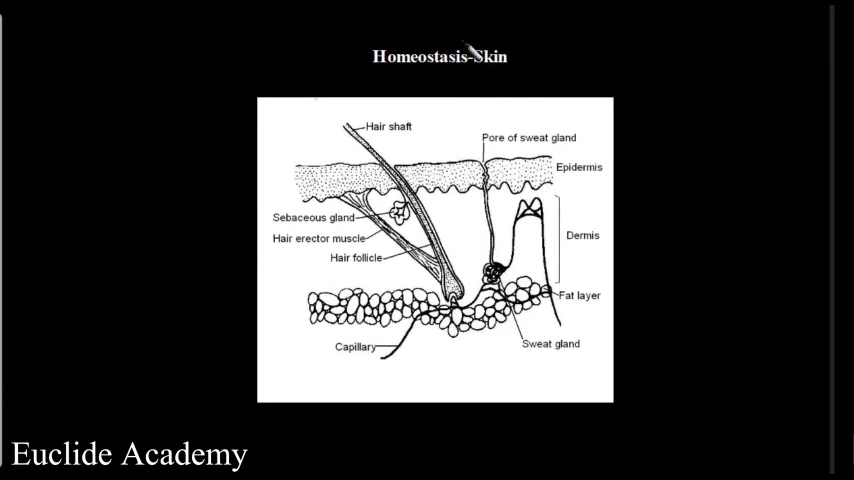 Homeostasis-Skin
Hair shaft
Pore of sweat gland
Epidermis
Sebaceous gland
Hair erector muscle
Dermis
Hair follicle
Fat layer
Capillary
Sweat gland
Euclide Academy